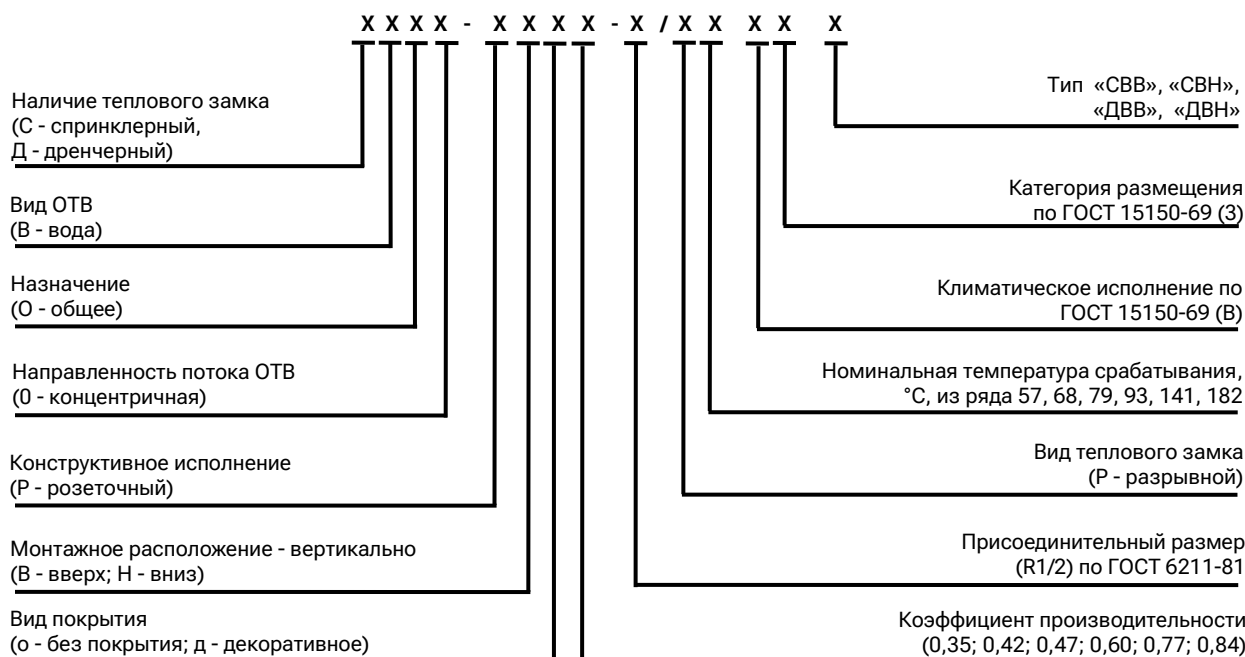 X X X X - X X X X - X / X X X X X
Наличие теплового замка
(С - спринклерный,
Д - дренчерный)
Вид ОТВ
(В - вода)
Назначение
(О - общее)
Направленность потока ОТВ
(0 - концентричная)
Конструктивное исполнение
(Р - розеточный)
Монтажное расположение - вертикально
(В - вверх; Н - вниз)
Вид покрытия
(о - без покрытия; д - декоративное)
Тип «СВВ», «СВН»,
«ДВВ», «ДВН»
Категория размещения
по ГОСТ 15150-69 (3)
Климатическое исполнение по
ГОСТ 15150-69 (В)
Номинальная температура срабатывания,
°С, из ряда 57, 68, 79, 93, 141, 182
Вид теплового замка
(Р - разрывной)
Присоединительный размер
(R1/2) по ГОСТ 6211-81
Коэффициент производительности
(0,35; 0,42; 0,47; 0,60; 0,77; 0,84)